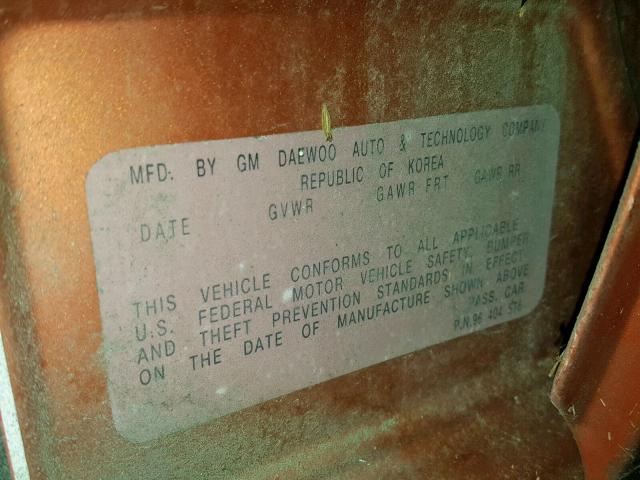 MFD. BY GM DAEWOO AUTO & TECHNOLOGY COMPANY
REPUBLIC OF KOREA
DATE GVWR GAWR FRT GAWR RR
THIS VEHICLE CONFORMS TO ALL APPLICABLE
U.S. FEDERAL MOTOR VEHICLE SAFETY, BUMPER
AND THEFT PREVENTION STANDARDS IN EFFECT
ON THE DATE OF MANUFACTURE SHOWN ABOVE
PASS. CAR
P.N.96 404